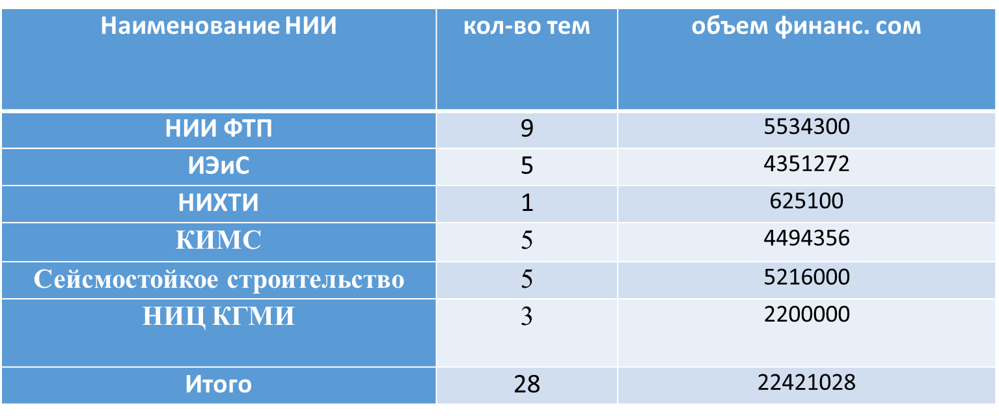 Наименование НИИ кол-во тем объем финанс. сом
НИИ ФТП 9 5534300
ИЭиС 5 4351272
НИХТИ 1 625100
КИМС 5 4494356
Сейсмостойкое строительство 5 5216000
НИЦ КГМИ 3 2200000
Итого 28 22421028